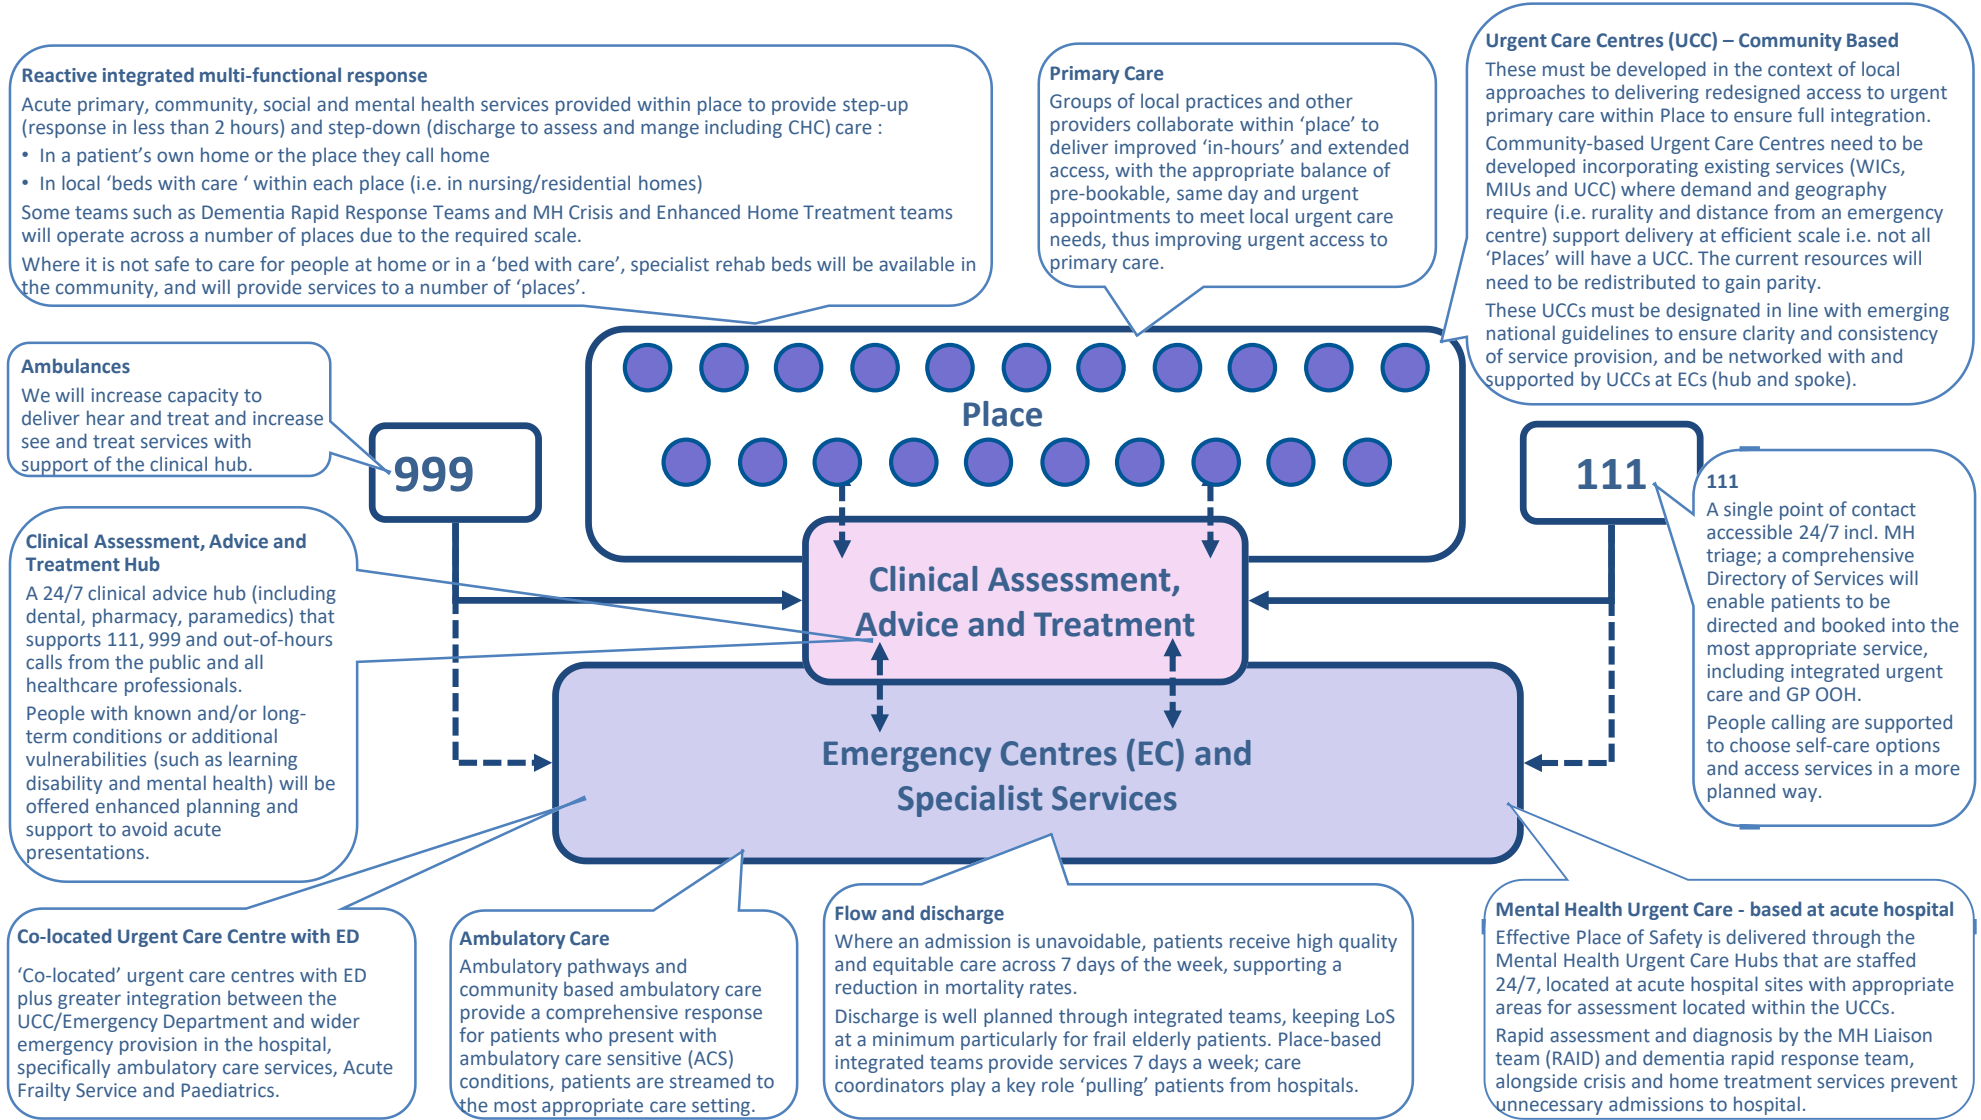 Reactive integrated multi-functional response
Acute primary, community, social and mental health services provided within place to provide step-up
(response in less than 2 hours) and step-down (discharge to assess and mange including CHC) care :
• In a patient’s own home or the place they call home
• In local ‘beds with care ‘ within each place (i.e. in nursing/residential homes)
Some teams such as Dementia Rapid Response Teams and MH Crisis and Enhanced Home Treatment teams
will operate across a number of places due to the required scale.
Where it is not safe to care for people at home or in a ‘bed with care’, specialist rehab beds will be available in
the community, and will provide services to a number of ‘places’.
Primary Care
Groups of local practices and other
providers collaborate within ‘place’ to
deliver improved ‘in-hours’ and extended
access, with the appropriate balance of
pre-bookable, same day and urgent
appointments to meet local urgent care
needs, thus improving urgent access to
primary care.
Urgent Care Centres (UCC) – Community Based
These must be developed in the context of local
approaches to delivering redesigned access to urgent
primary care within Place to ensure full integration.
Community-based Urgent Care Centres need to be
developed incorporating existing services (WICs,
MIUs and UCC) where demand and geography
require (i.e. rurality and distance from an emergency
centre) support delivery at efficient scale i.e. not all
‘Places’ will have a UCC. The current resources will
need to be redistributed to gain parity.
These UCCs must be designated in line with emerging
national guidelines to ensure clarity and consistency
of service provision, and be networked with and
supported by UCCs at ECs (hub and spoke).
Ambulances
We will increase capacity to
deliver hear and treat and increase
see and treat services with
support of the clinical hub.
999
Place
111
111
A single point of contact
accessible 24/7 incl. MH
triage; a comprehensive
Directory of Services will
enable patients to be
directed and booked into the
most appropriate service,
including integrated urgent
care and GP OOH.
People calling are supported
to choose self-care options
and access services in a more
planned way.
Clinical Assessment, Advice and
Treatment Hub
A 24/7 clinical advice hub (including
dental, pharmacy, paramedics) that
supports 111, 999 and out-of-hours
calls from the public and all
healthcare professionals.
People with known and/or long-
term conditions or additional
vulnerabilities (such as learning
disability and mental health) will be
offered enhanced planning and
support to avoid acute
presentations.
Clinical Assessment,
Advice and Treatment
Emergency Centres (EC) and
Specialist Services
Co-located Urgent Care Centre with ED
‘Co-located’ urgent care centres with ED
plus greater integration between the
UCC/Emergency Department and wider
emergency provision in the hospital,
specifically ambulatory care services, Acute
Frailty Service and Paediatrics.
Ambulatory Care
Ambulatory pathways and
community based ambulatory care
provide a comprehensive response
for patients who present with
ambulatory care sensitive (ACS)
conditions, patients are streamed to
the most appropriate care setting.
Flow and discharge
Where an admission is unavoidable, patients receive high quality
and equitable care across 7 days of the week, supporting a
reduction in mortality rates.
Discharge is well planned through integrated teams, keeping LoS
at a minimum particularly for frail elderly patients. Place-based
integrated teams provide services 7 days a week; care
coordinators play a key role ‘pulling’ patients from hospitals.
Mental Health Urgent Care - based at acute hospital
Effective Place of Safety is delivered through the
Mental Health Urgent Care Hubs that are staffed
24/7, located at acute hospital sites with appropriate
areas for assessment located within the UCCs.
Rapid assessment and diagnosis by the MH Liaison
team (RAID) and dementia rapid response team,
alongside crisis and home treatment services prevent
unnecessary admissions to hospital.